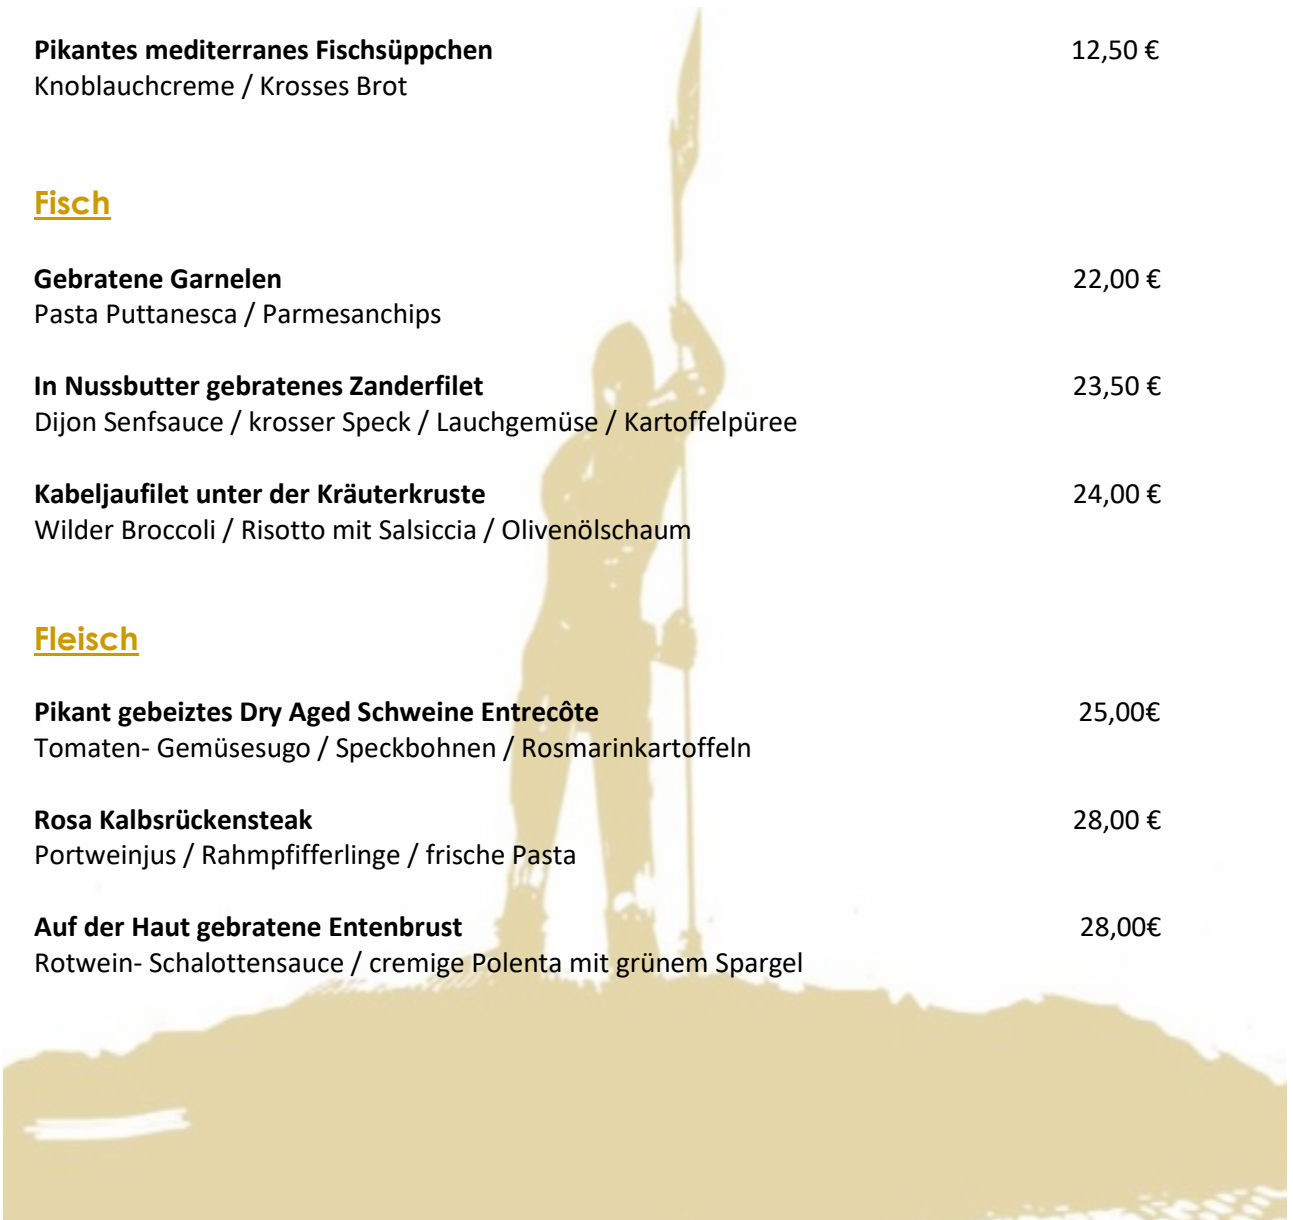 Pikantes mediterranes Fischsüppchen 12,50 €
Knoblauchcreme / Krosses Brot
Fisch
Gebratene Garnelen 22,00 €
Pasta Puttanesca / Parmesanchips
In Nussbutter gebratenes Zanderfilet 23,50 €
Dijon Senfsauce / krosser Speck / Lauchgemüse / Kartoffelpüree
Kabeljaufilet unter der Kräuterkruste 24,00 €
Wilder Broccoli / Risotto mit Salsiccia / Olivenölschaum
Fleisch
Pikant gebeiztes Dry Aged Schweine Entrecôte 25,00€
Tomaten- Gemüsesugo / Speckbohnen / Rosmarinkartoffeln
Rosa Kalbsrückensteak 28,00 €
Portweinjus / Rahmpfifferlinge / frische Pasta
Auf der Haut gebratene Entenbrust 28,00€
Rotwein- Schalottensauce / cremige Polenta mit grünem Spargel